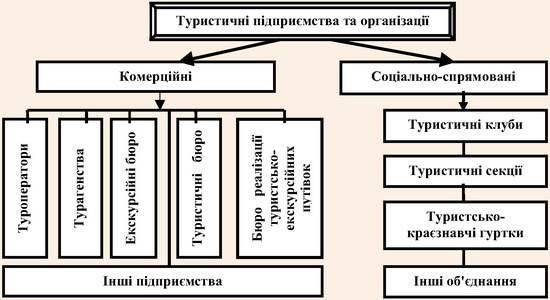 Туристичні підприємства та організації
Комерційні
Соціально-спрямовані
Туроператори
Турагенства
Екскурсійні бюро
Туристичні бюро
Бюро реалізації
туристсько-
екскурсійних
путівок
Інші підприємства
Туристичні клуби
Туристичні секції
Туристсько-
краєзнавчі гуртки
Інші об'єднання